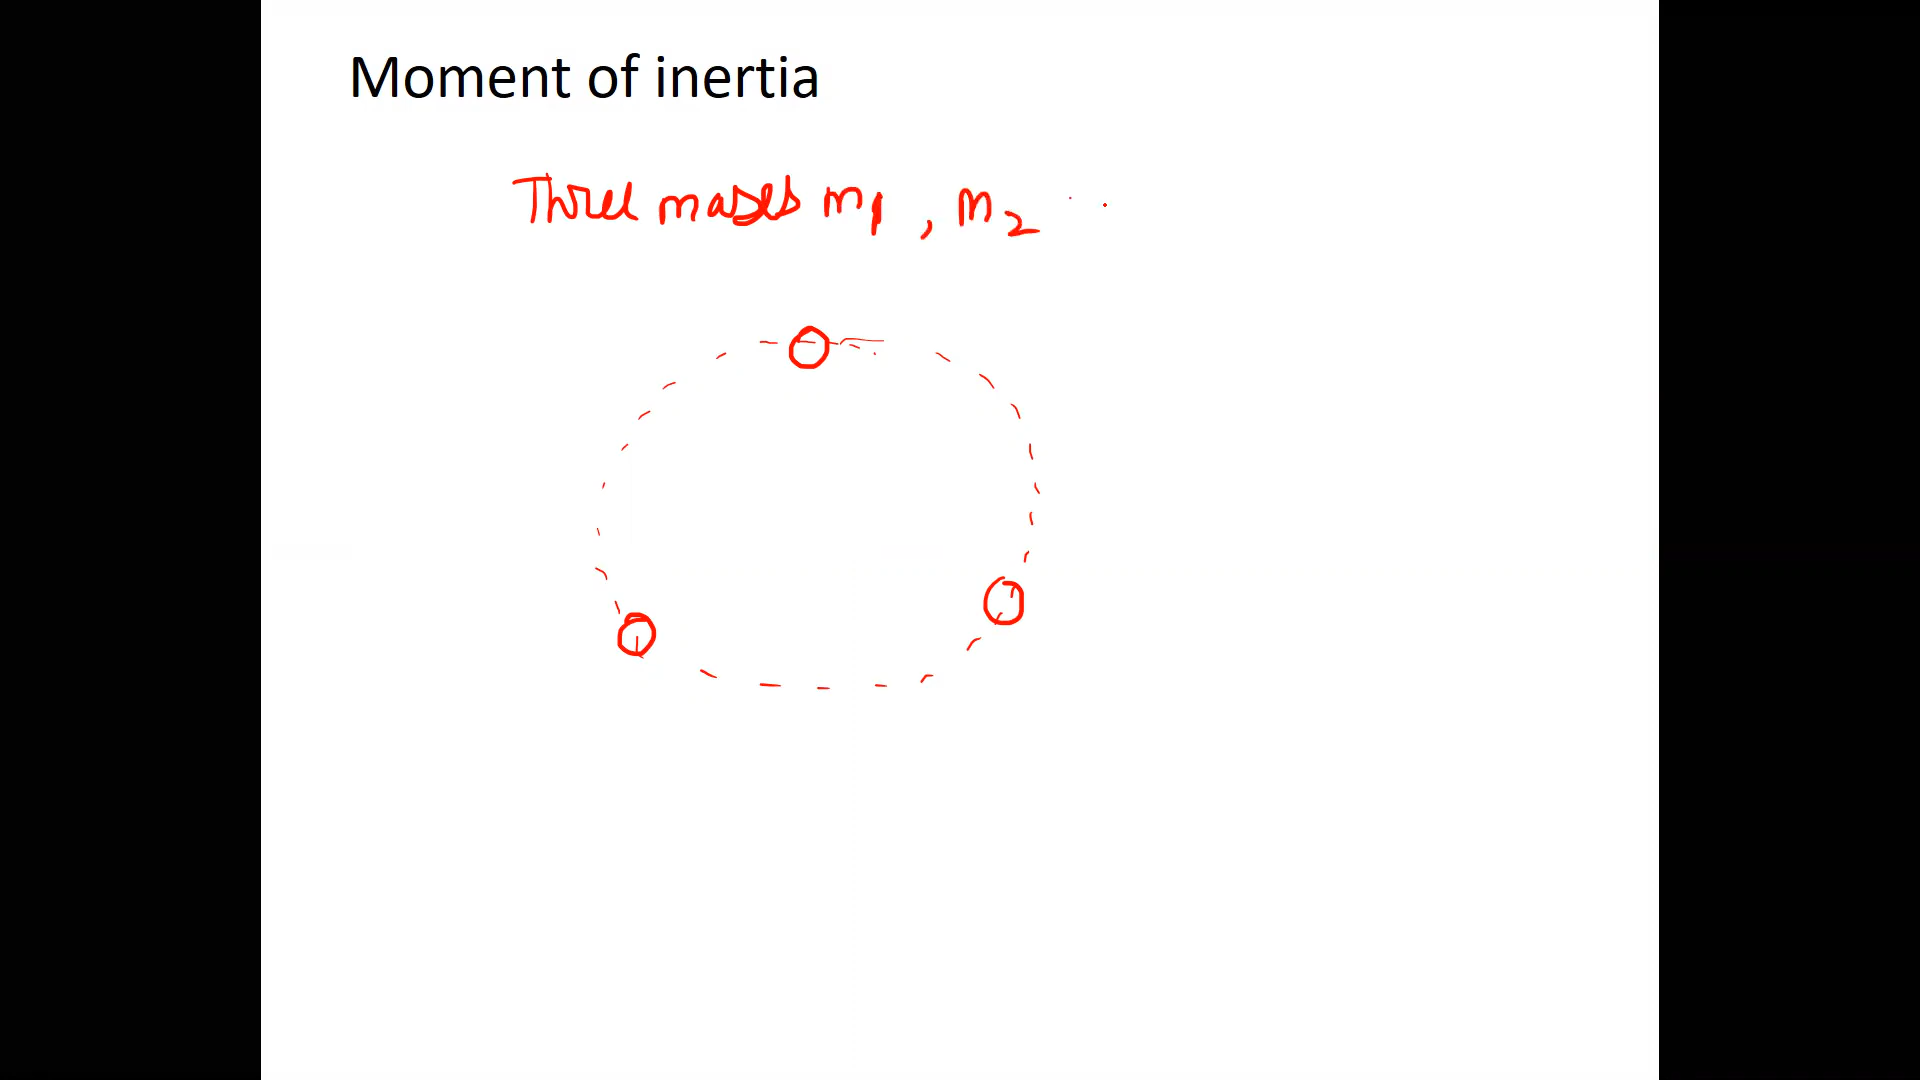 Moment of inertia
Three masses m1, m2